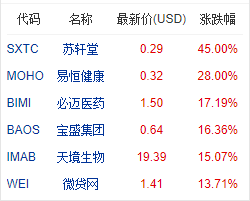 代码 名称 最新价(USD) 涨跌幅
SXTC 苏轩堂 0.29 45.00%
MOHO 易恒健康 0.32 28.00%
BIMI 必迈医药 1.50 17.19%
BAOS 宝盛集团 0.64 16.36%
IMAB 天境生物 19.39 15.07%
WEI 微贷网 1.41 13.71%